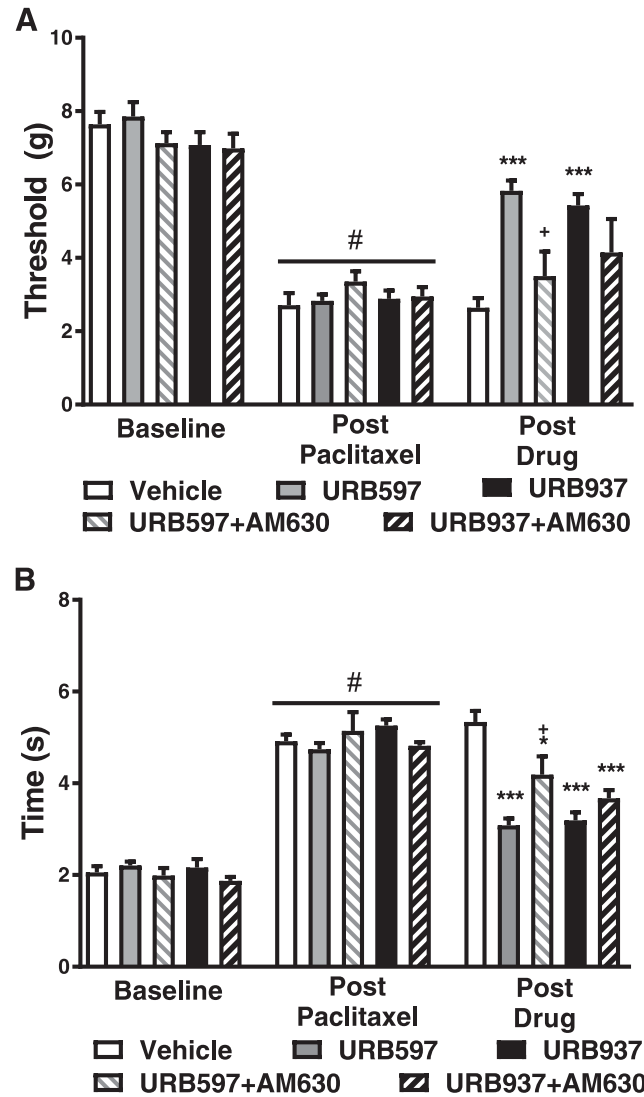 A
Threshold (g)
10
8
6
4
2
0
#
***
+
***
Baseline
Post
Paclitaxel
Post
Drug
Vehicle URB597 URB937
URB597+AM630 URB937+AM630
B
Time (s)
8
6
4
2
0
#
***
+
*
***
***
Baseline
Post
Paclitaxel
Post
Drug
Vehicle URB597 URB937
URB597+AM630 URB937+AM630